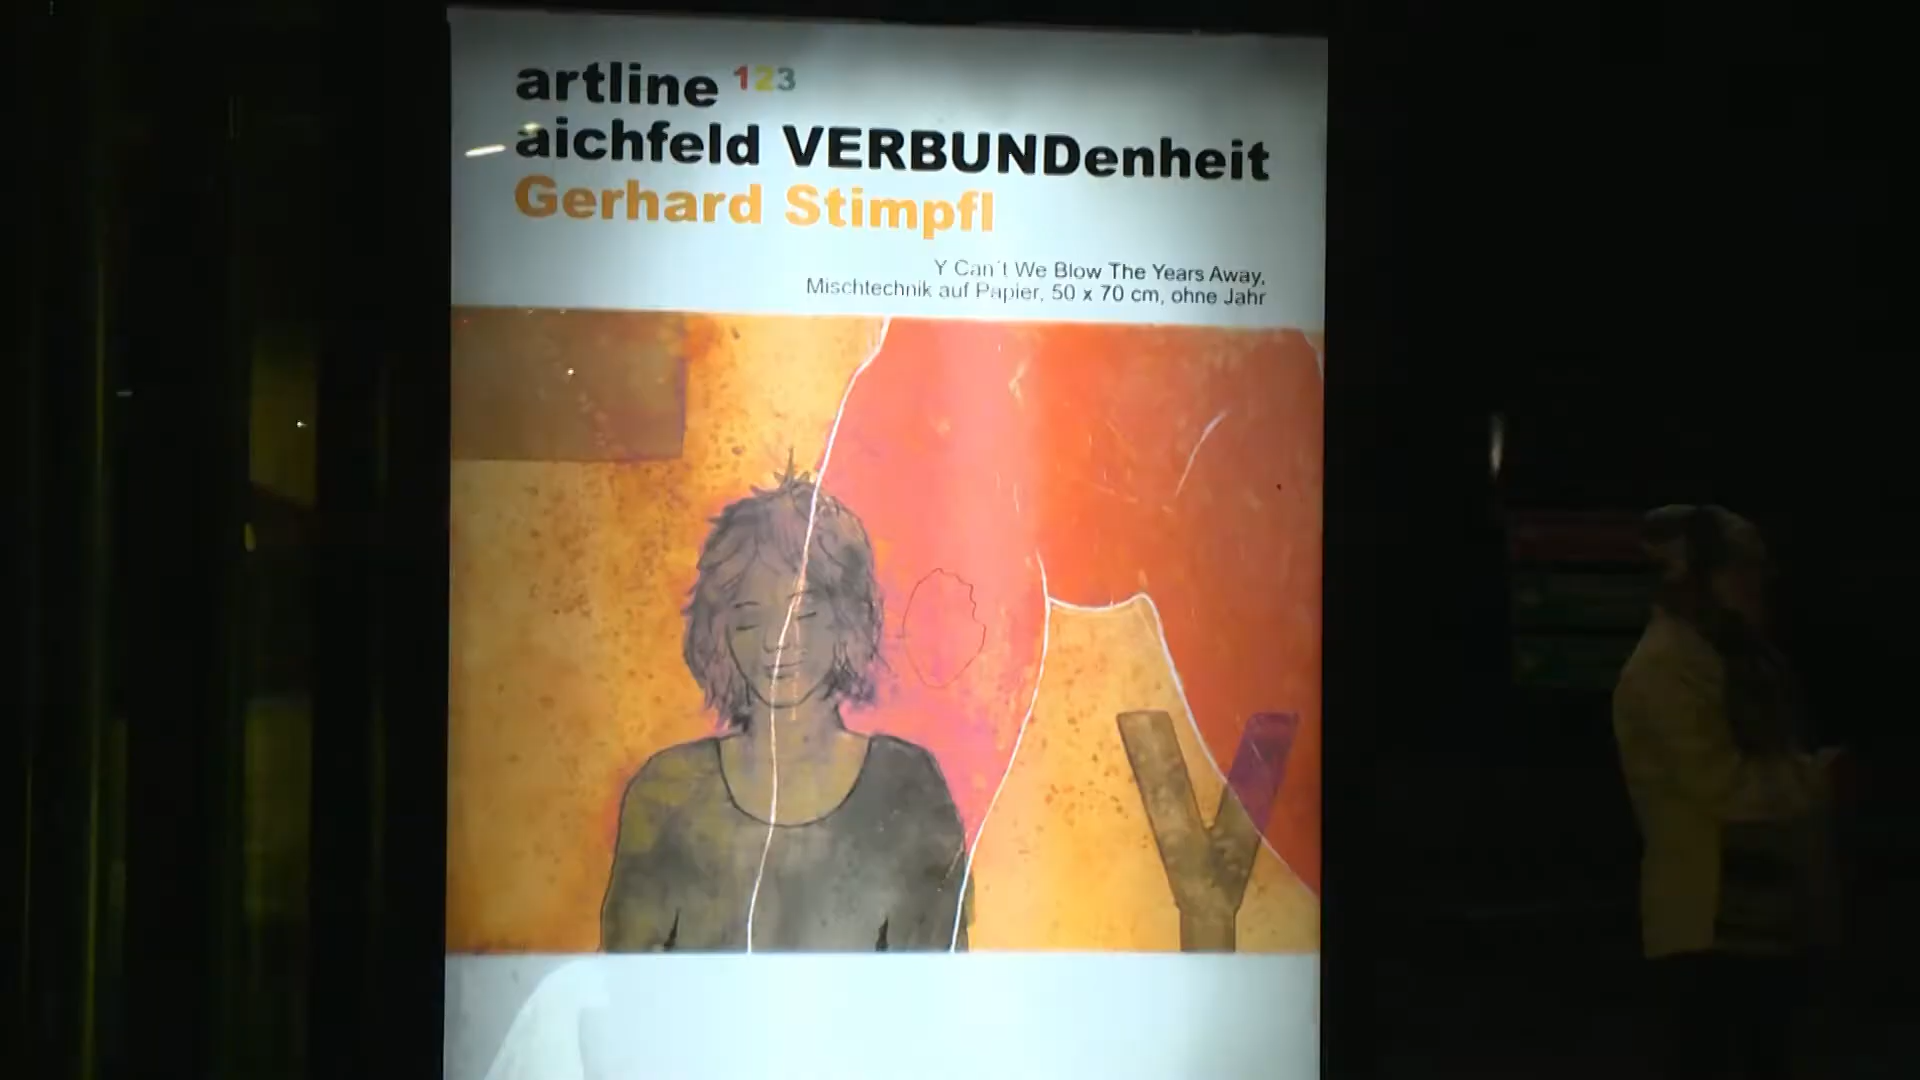 artline 123
aichfeld VERBUNDenheit
Gerhard Stimpfl
Y Can´t We Blow The Years Away,
Mischtechnik auf Papier, 50 x 70 cm, ohne Jahr
Y